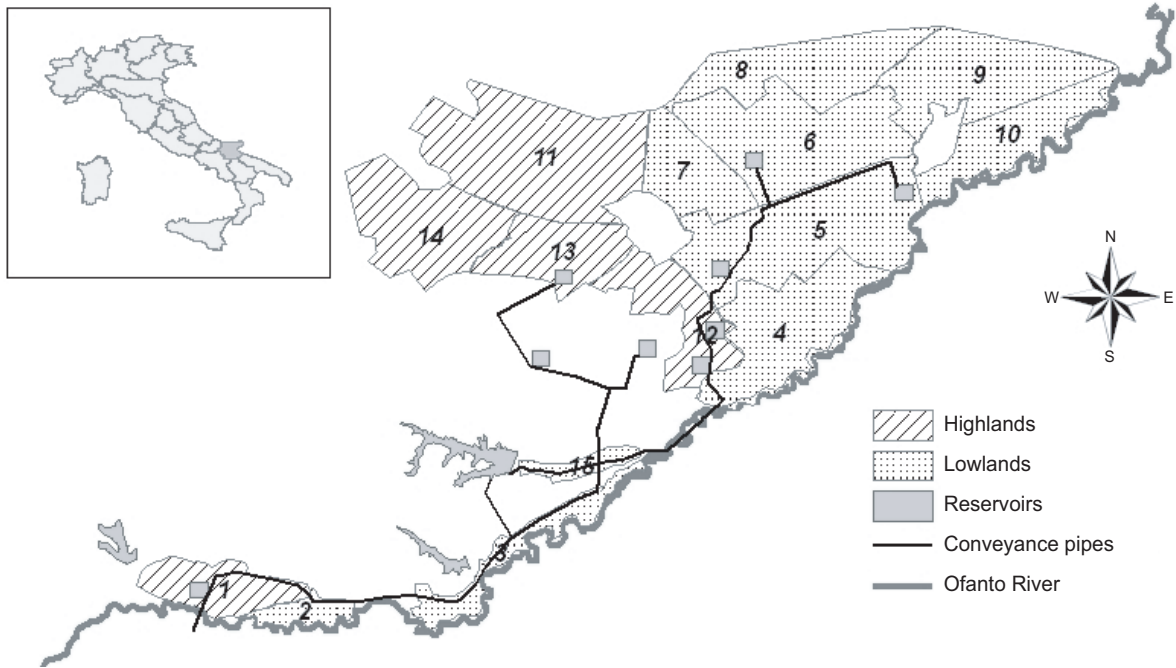 8
9
6
10
11
7
5
14
13
N
W E
S
12
4
Highlands
Lowlands
15
Reservoirs
3
Conveyance pipes
1
Ofanto River
2